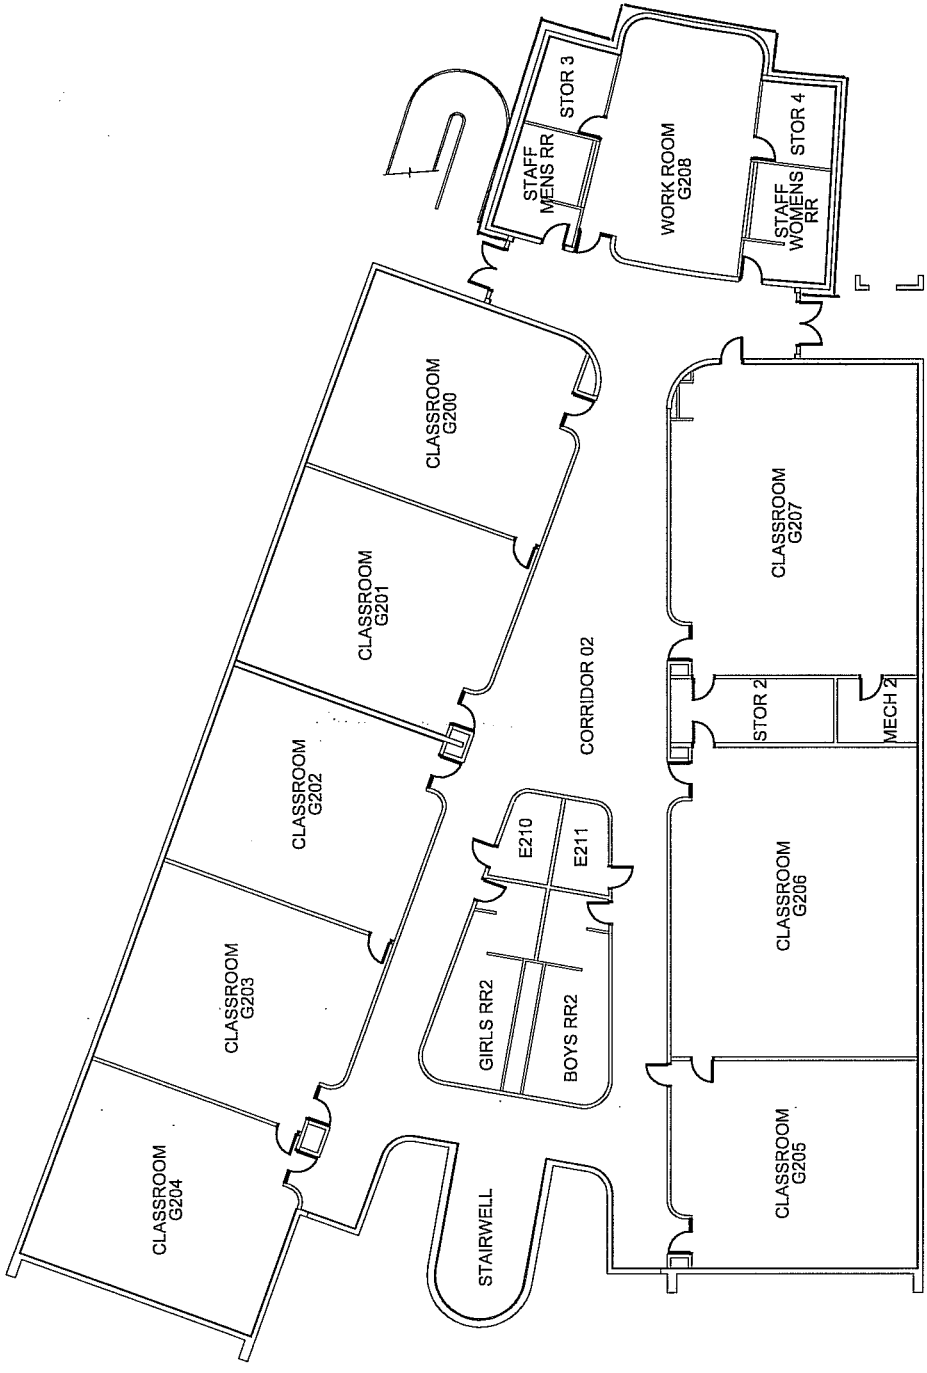 STOR 3
STAFF
MENS RR
WORK ROOM
G208
STOR 4
STAFF
WOMENS
RR
CLASSROOM
G200
CLASSROOM
G201
CLASSROOM
G202
CLASSROOM
G203
CLASSROOM
G204
CORRIDOR 02
E210
E211
GIRLS RR2
BOYS RR2
STAIRWELL
CLASSROOM
G207
STOR 2
MECH 2
CLASSROOM
G206
CLASSROOM
G205